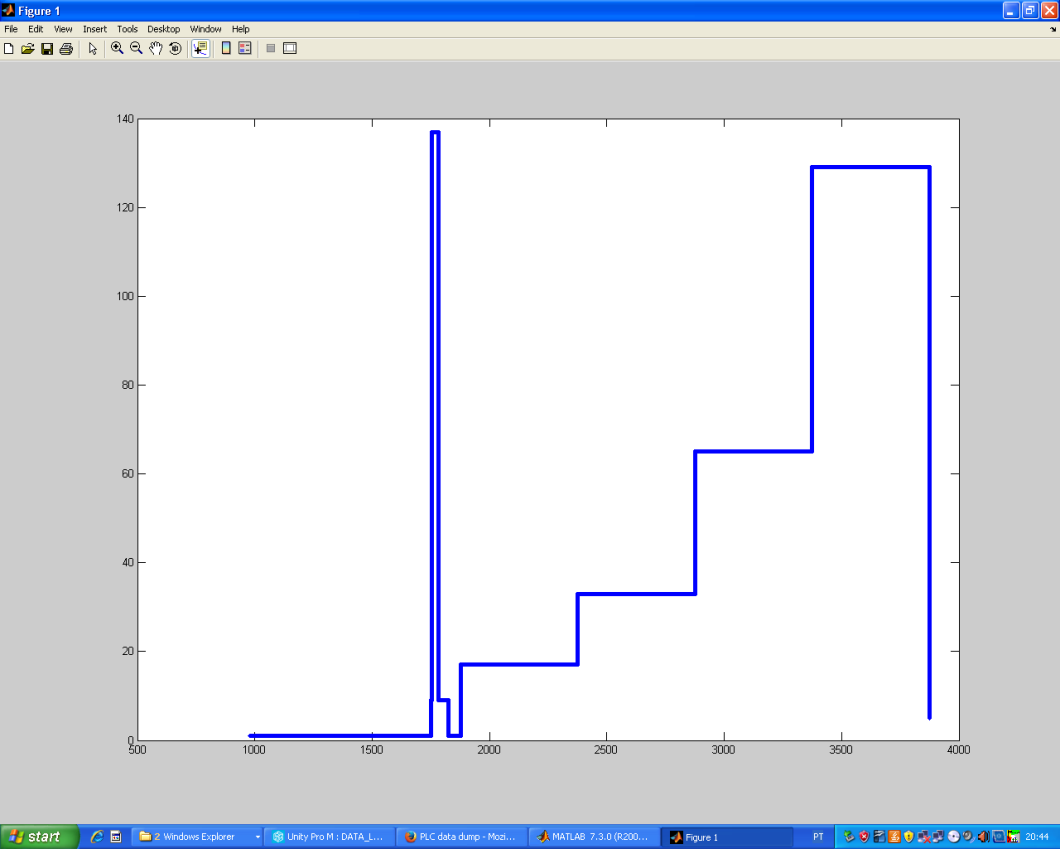 Figure 1
File Edit View Insert Tools Desktop Window Help
140
120
100
80
60
40
20
0
500 1000 1500 2000 2500 3000 3500 4000
start 2 Windows Explorer Unity Pro M : DATA_L... PLC data dump - Mozi... MATLAB 7.3.0 (R200... Figure 1 PT 20:44